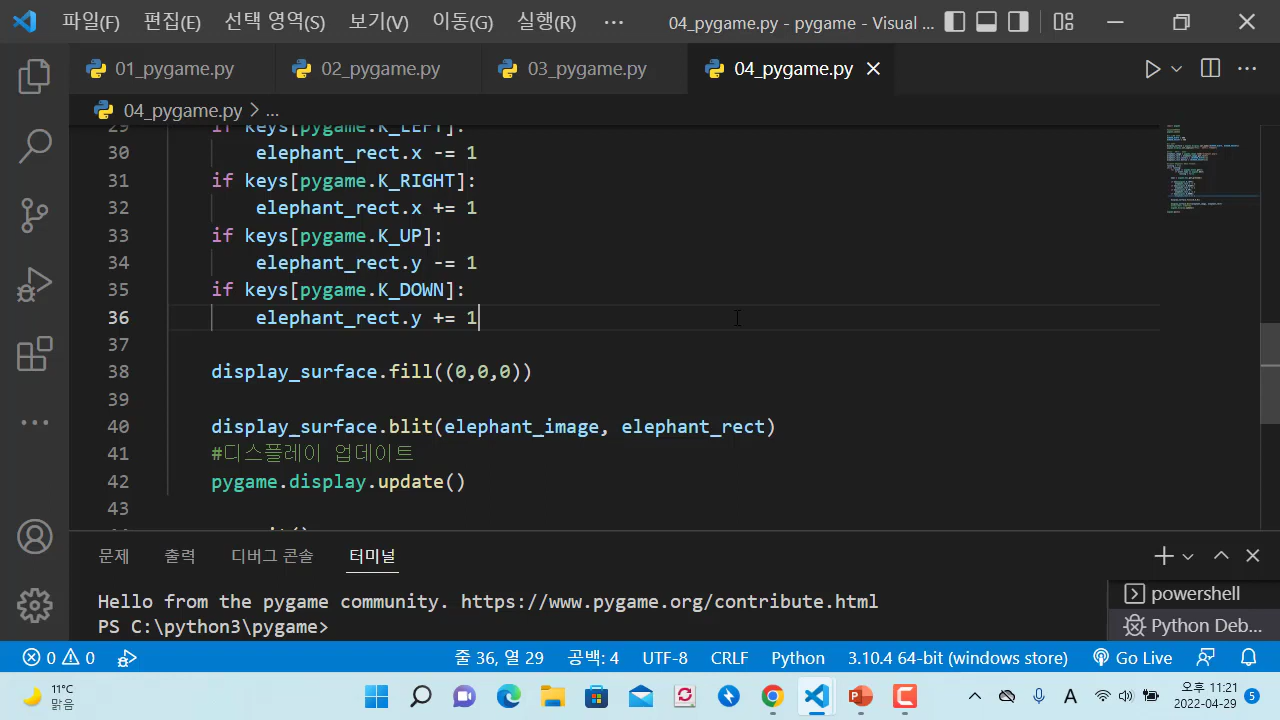 파일(F) 편집(E) 선택 영역(S) 보기(V) 이동(G) 실행(R) ··· 04_pygame.py - pygame - Visual ...
01_pygame.py 02_pygame.py 03_pygame.py 04_pygame.py
04_pygame.py > ...
29 if keys[pygame.K_LEFT]:
30 elephant_rect.x -= 1
31 if keys[pygame.K_RIGHT]:
32 elephant_rect.x += 1
33 if keys[pygame.K_UP]:
34 elephant_rect.y -= 1
35 if keys[pygame.K_DOWN]:
36 elephant_rect.y += 1
37
38 display_surface.fill((0,0,0))
39
40 display_surface.blit(elephant_image, elephant_rect)
41 #디스플레이 업데이트
42 pygame.display.update()
43
문제 출력 디버그 콘솔 터미널
Hello from the pygame community. https://www.pygame.org/contribute.html
PS C:\python3\pygame>
powershell
Python Deb...
0 0 줄 36, 열 29 공백: 4 UTF-8 CRLF Python 3.10.4 64-bit (windows store) Go Live
11°C
맑음
A
오후 11:21
2022-04-29
5